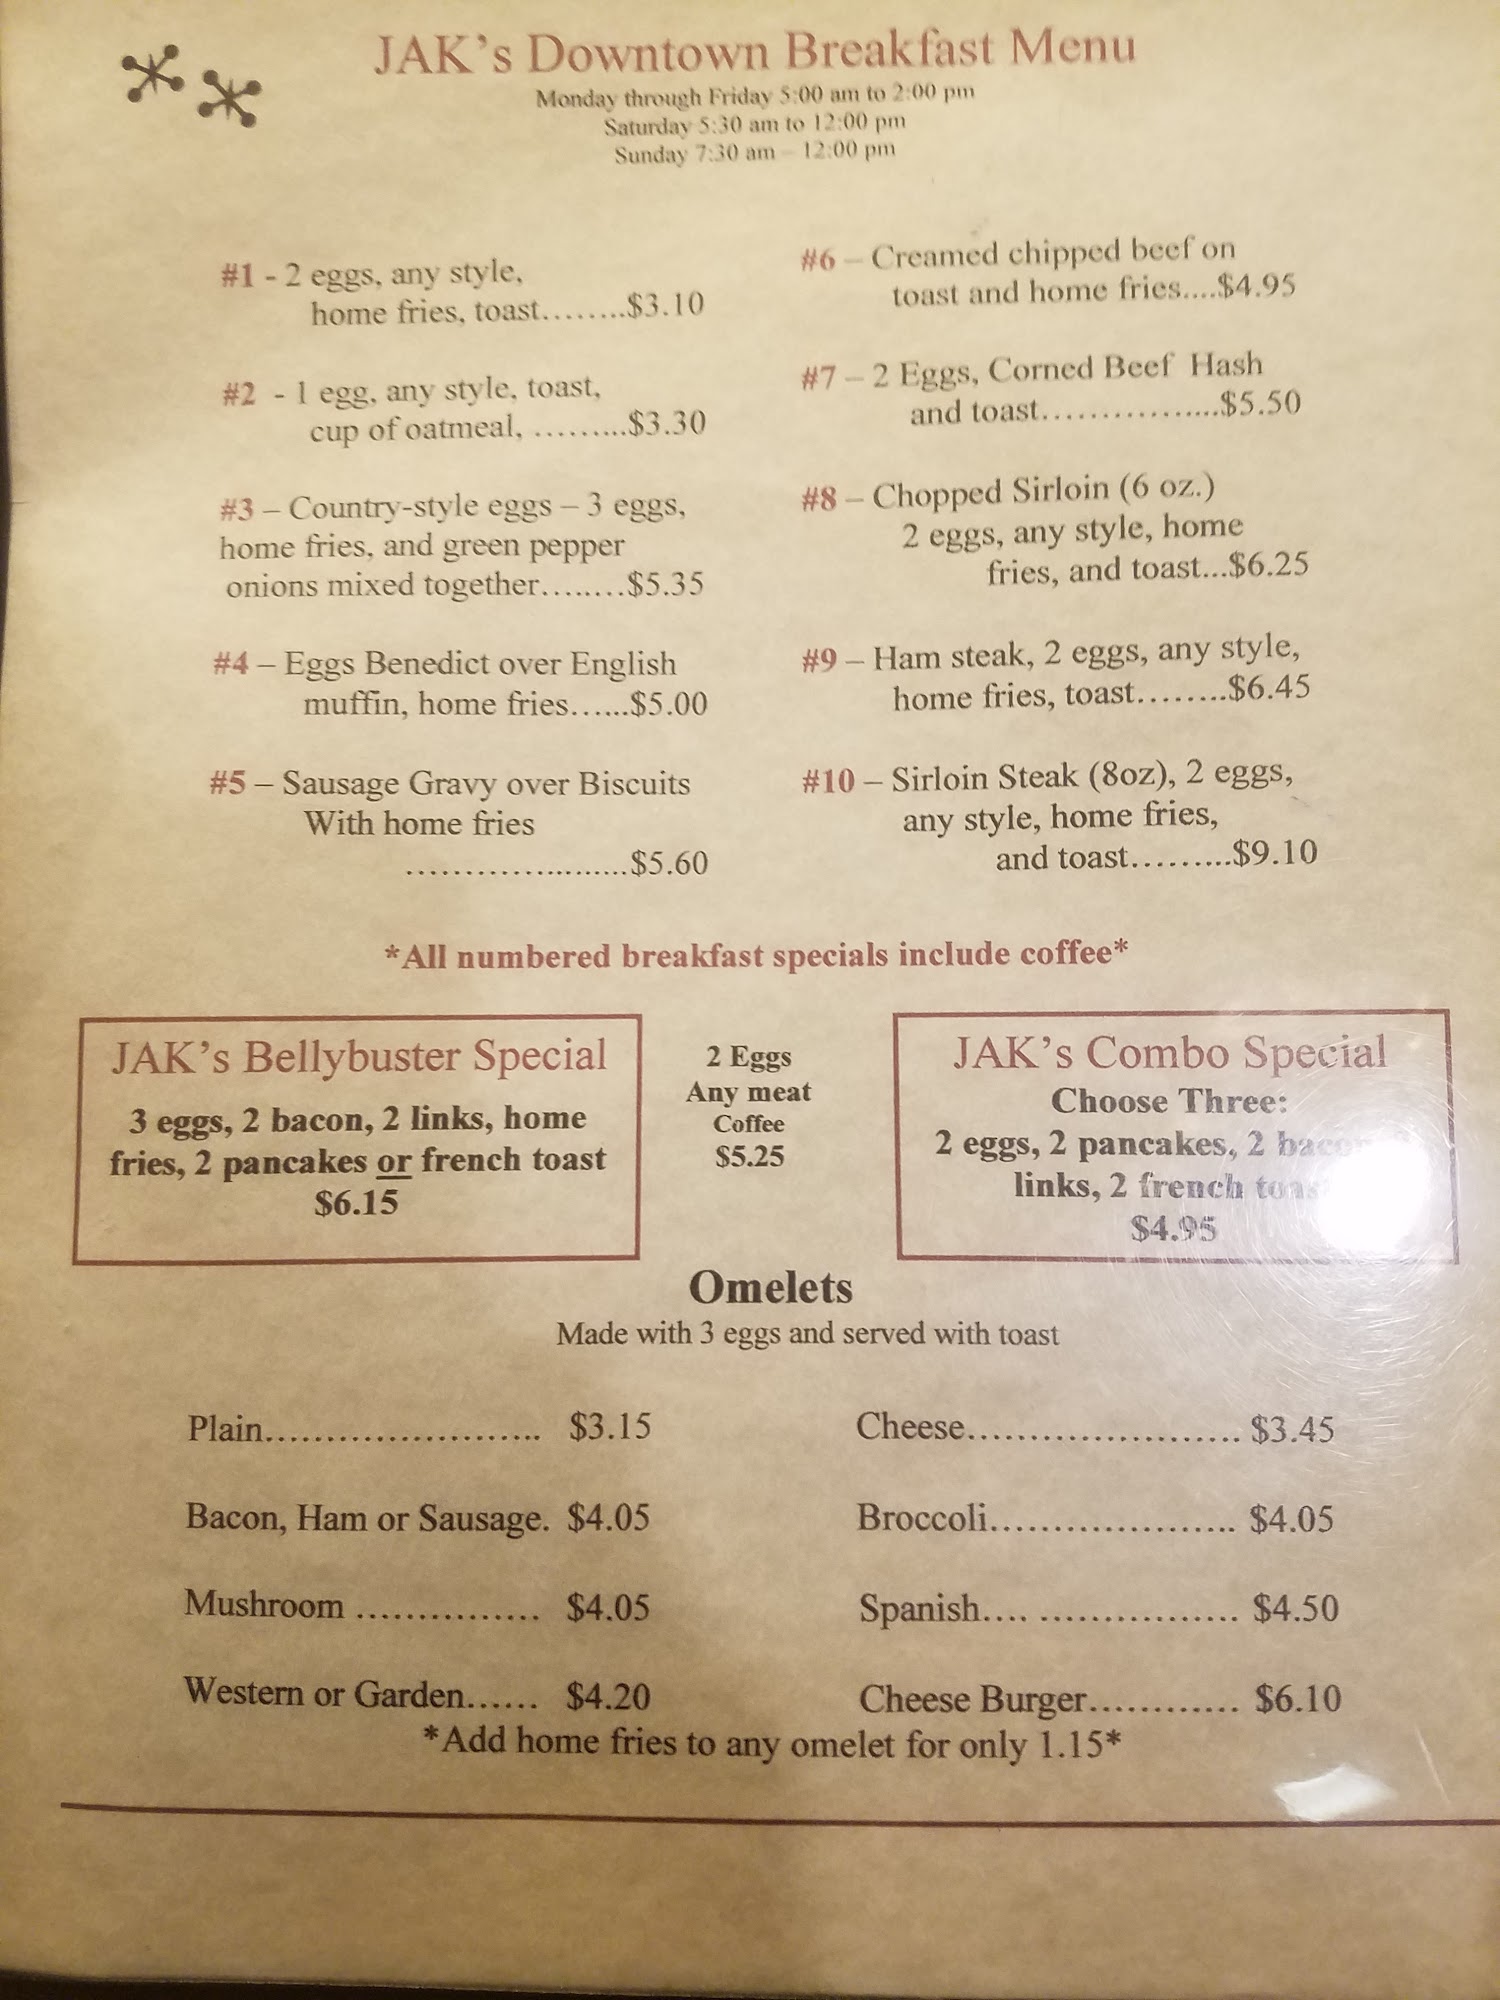 JAK's Downtown Breakfast Menu
Monday through Friday 5:00 am to 2:00 pm
Saturday 5:30 am to 12:00 pm
Sunday 7:30 am – 12:00 pm
#1 - 2 eggs, any style,
home fries, toast.........$3.10
#2 - 1 egg, any style, toast,
cup of oatmeal, .........$3.30
#3 – Country-style eggs – 3 eggs,
home fries, and green pepper
onions mixed together.........$5.35
#4 – Eggs Benedict over English
muffin, home fries......$5.00
#5 – Sausage Gravy over Biscuits
With home fries
.......................$5.60
#6 – Creamed chipped beef on
toast and home fries....$4.95
#7 – 2 Eggs, Corned Beef Hash
and toast..................$5.50
#8 – Chopped Sirloin (6 oz.)
2 eggs, any style, home
fries, and toast...$6.25
#9 – Ham steak, 2 eggs, any style,
home fries, toast.........$6.45
#10 – Sirloin Steak (8oz), 2 eggs,
any style, home fries,
and toast..........$9.10
*All numbered breakfast specials include coffee*
JAK's Bellybuster Special
3 eggs, 2 bacon, 2 links, home
fries, 2 pancakes or french toast
$6.15
2 Eggs
Any meat
Coffee
$5.25
JAK's Combo Special
Choose Three:
2 eggs, 2 pancakes, 2
links, 2 french
$4.95
Omelets
Made with 3 eggs and served with toast
Plain....................... $3.15
Cheese....................... $3.45
Bacon, Ham or Sausage. $4.05
Broccoli..................... $4.05
Mushroom ............... $4.05
Spanish.... ................. $4.50
Western or Garden...... $4.20
Cheese Burger............. $6.10
*Add home fries to any omelet for only 1.15*